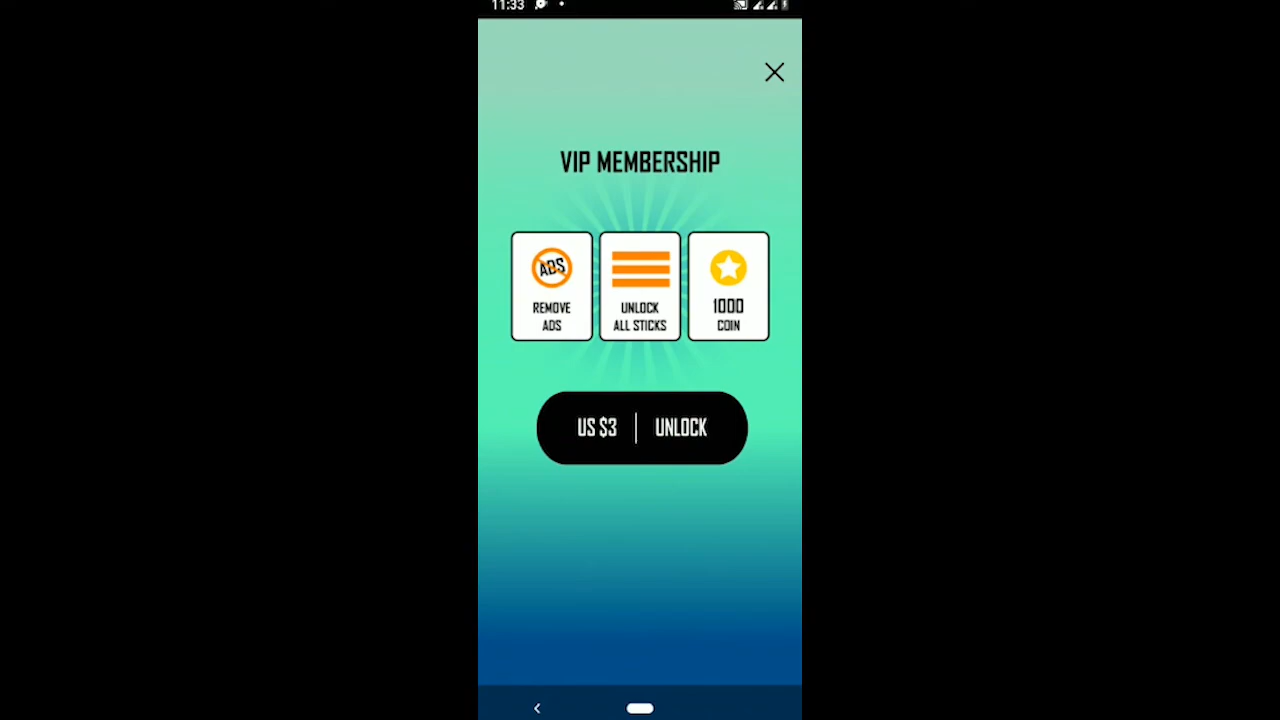 11:33
VIP MEMBERSHIP
ADS
REMOVE
ADS
UNLOCK
ALL STICKS
1000
COIN
US $3 | UNLOCK